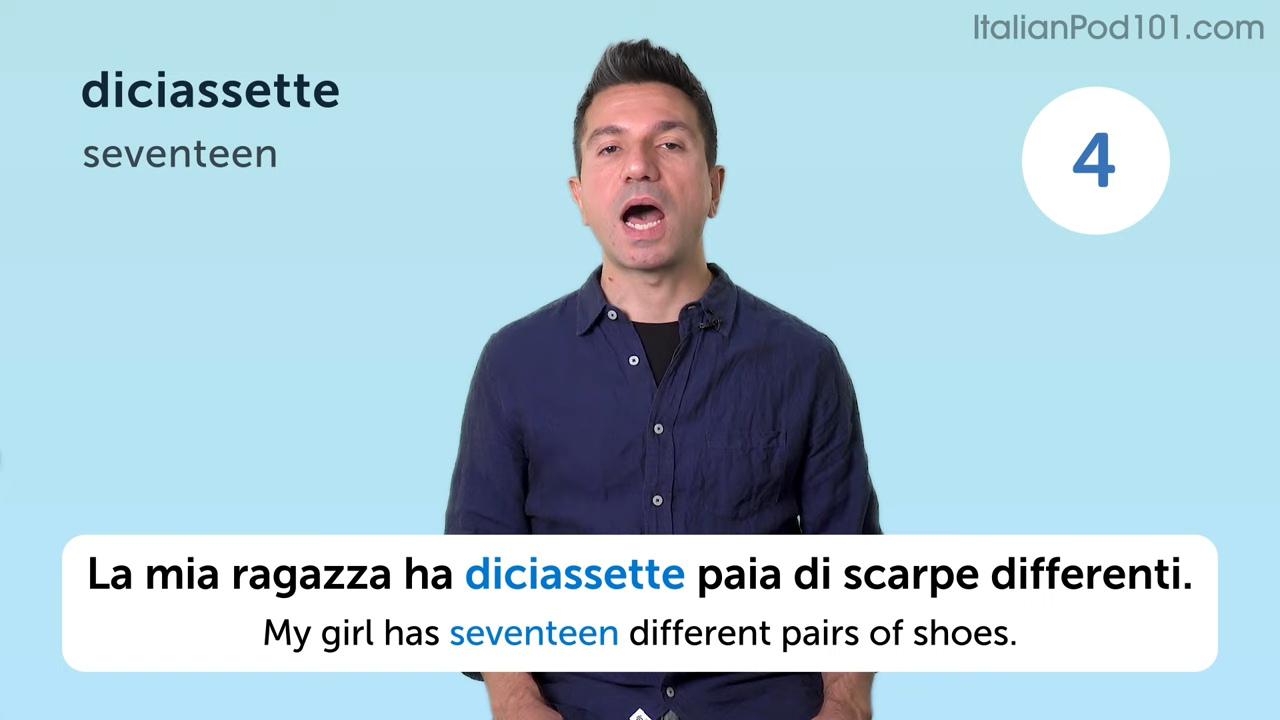 ItalianPod101.com
diciassette
seventeen
4
La mia ragazza ha diciassette paia di scarpe differenti.
My girl has seventeen different pairs of shoes.